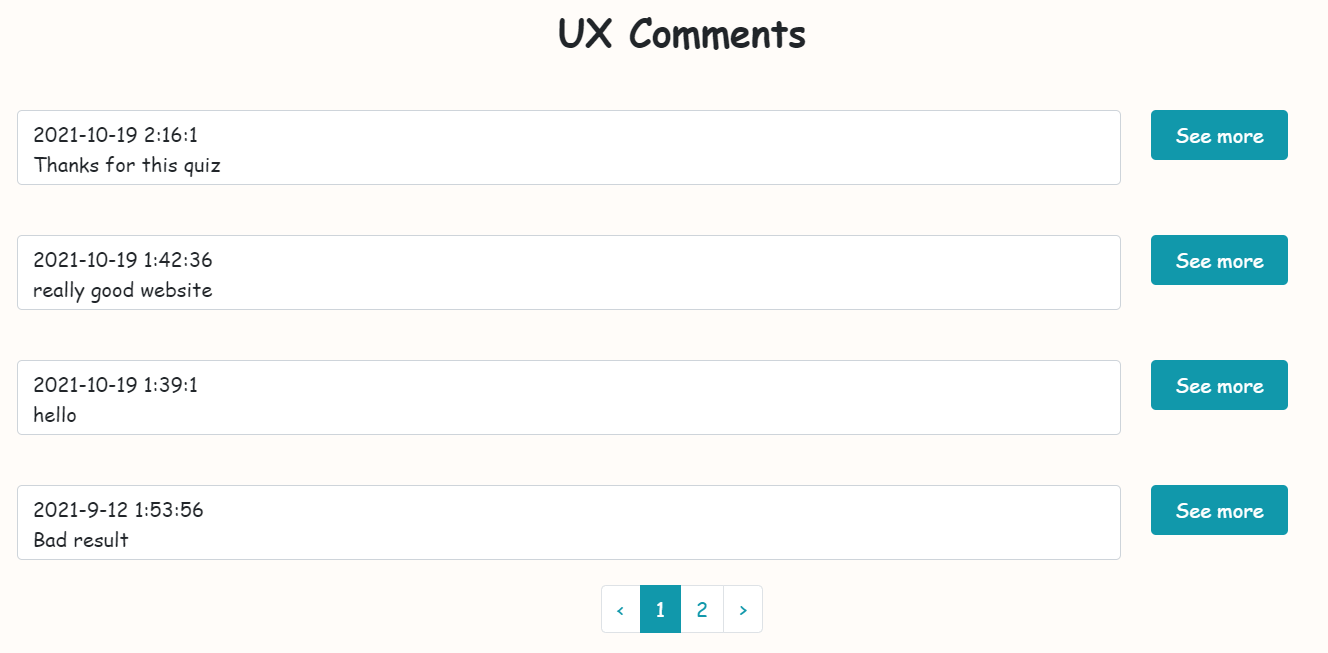 UX Comments
2021-10-19 2:16:1
Thanks for this quiz
See more
2021-10-19 1:42:36
really good website
See more
2021-10-19 1:39:1
hello
See more
2021-9-12 1:53:56
Bad result
See more
‹ 1 2 ›